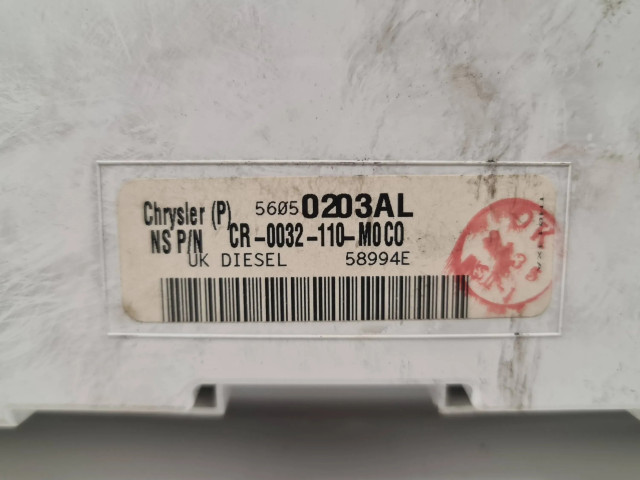 Chrysler (P) 56050203AL
NS P/N CR-0032-110-M0C0
UK DIESEL 58994E